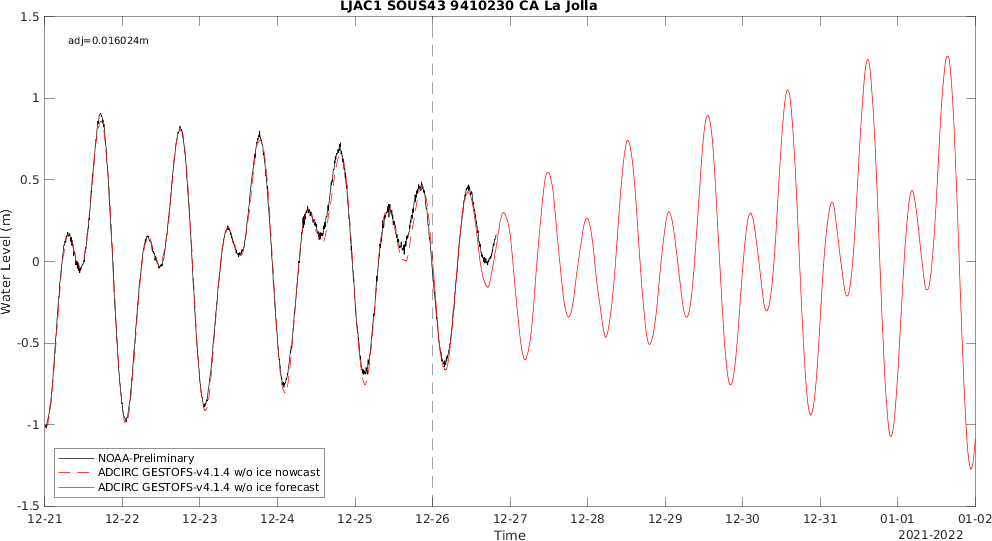 LJAC1 SOUS43 9410230 CA La Jolla
adj=0.016024m
1.5
1
0.5
0
-0.5
-1
-1.5
Water Level (m)
NOAA-Preliminary
ADCIRC GESTOFS-v4.1.4 w/o ice nowcast
ADCIRC GESTOFS-v4.1.4 w/o ice forecast
12-21 12-22 12-23 12-24 12-25 12-26 12-27 12-28 12-29 12-30 12-31 01-01 01-02
Time
2021-2022